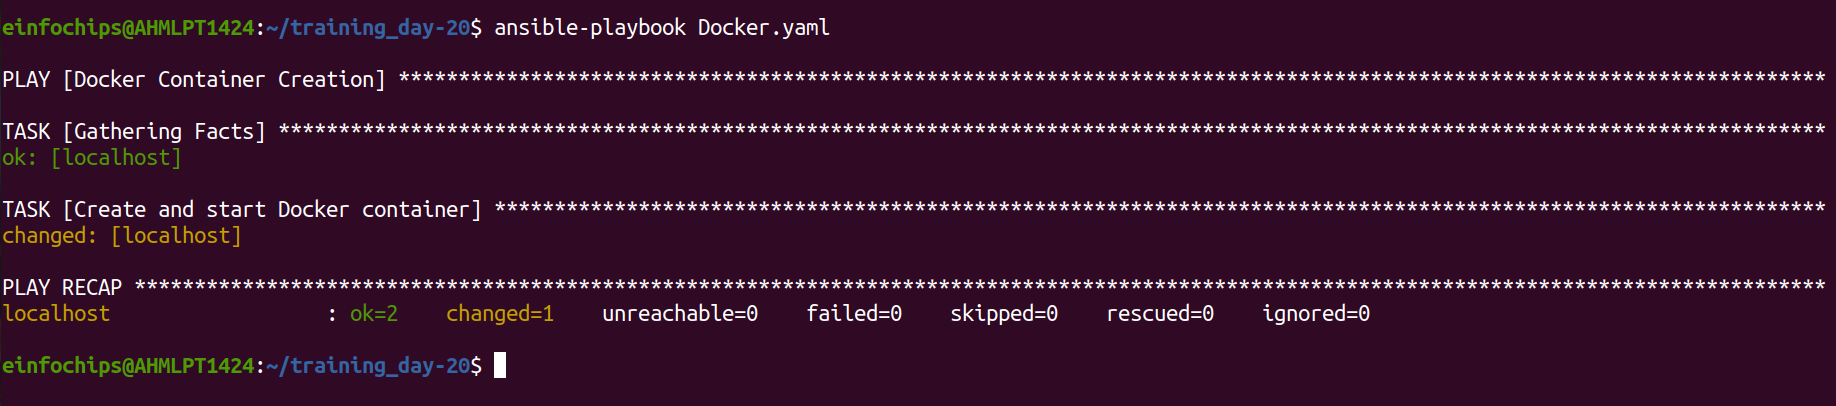 einfochips@AHMLPT1424:~/training_day-20$ ansible-playbook Docker.yaml
PLAY [Docker Container Creation] ***********************************************************************************************************************
TASK [Gathering Facts] *********************************************************************************************************************************
ok: [localhost]
TASK [Create and start Docker container] ***************************************************************************************************************
changed: [localhost]
PLAY RECAP *********************************************************************************************************************************************
localhost                  : ok=2    changed=1    unreachable=0    failed=0    skipped=0    rescued=0    ignored=0
einfochips@AHMLPT1424:~/training_day-20$